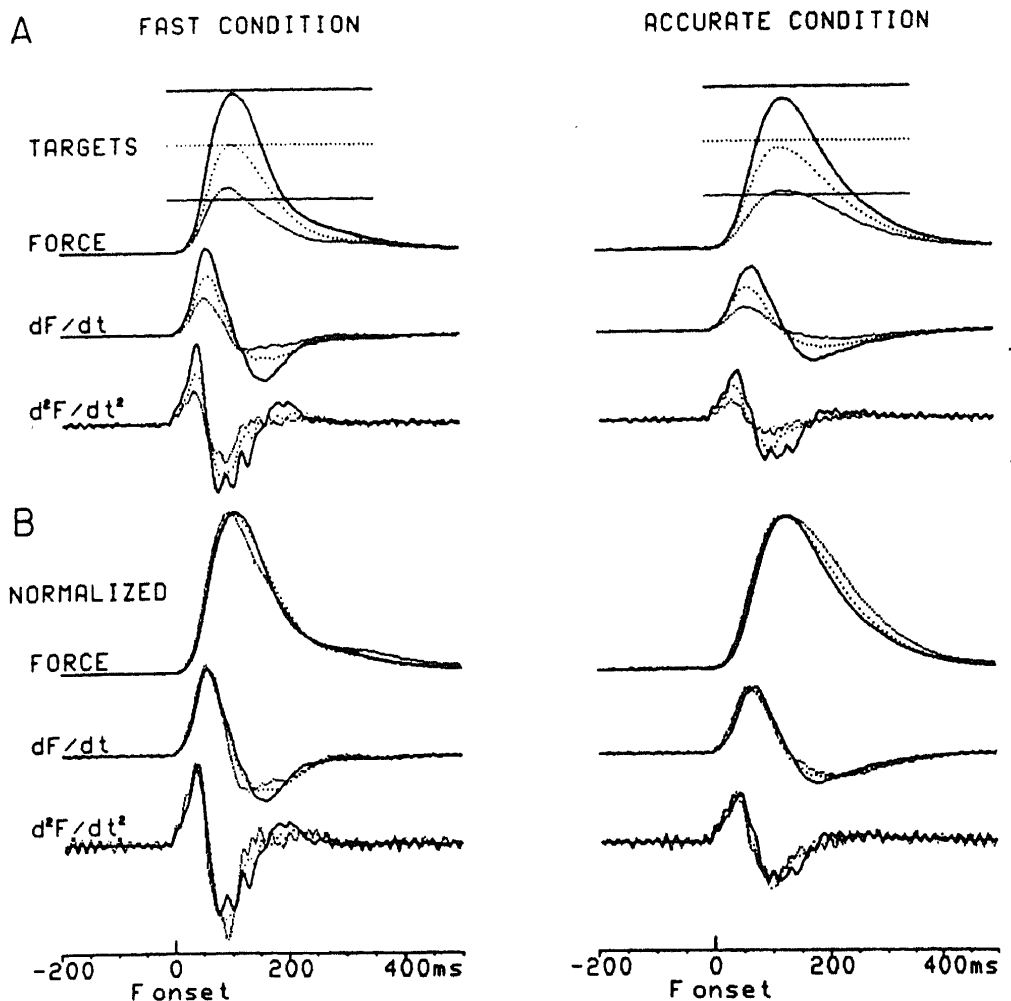 A
FAST CONDITION
ACCURATE CONDITION
TARGETS
FORCE
dF/dt
d²F/dt²
B
NORMALIZED
FORCE
dF/dt
d²F/dt²
-200 0 200 400ms
F onset
-200 0 200 400ms
F onset